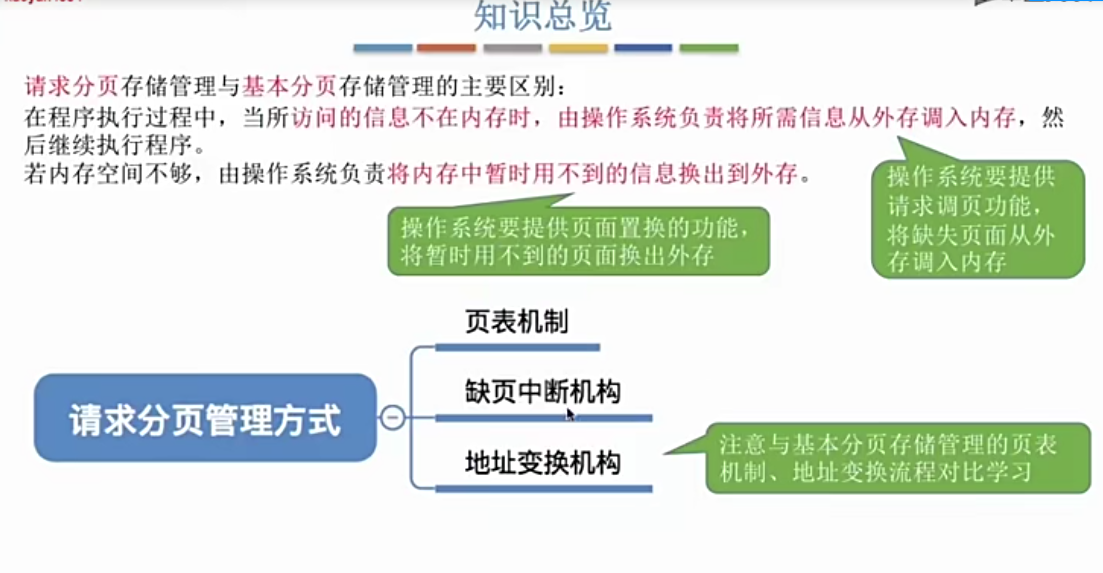 知识总览
请求分页存储管理与基本分页存储管理的主要区别：
在程序执行过程中，当所访问的信息不在内存时，由操作系统负责将所需信息从外存调入内存，然
后继续执行程序。
若内存空间不够，由操作系统负责将内存中暂时用不到的信息换出到外存。
操作系统要提供
请求调页功能，
将缺失页面从外
存调入内存
操作系统要提供页面置换的功能，
将暂时用不到的页面换出外存
页表机制
缺页中断机构
请求分页管理方式
地址变换机构
注意与基本分页存储管理的页表
机制、地址变换流程对比学习